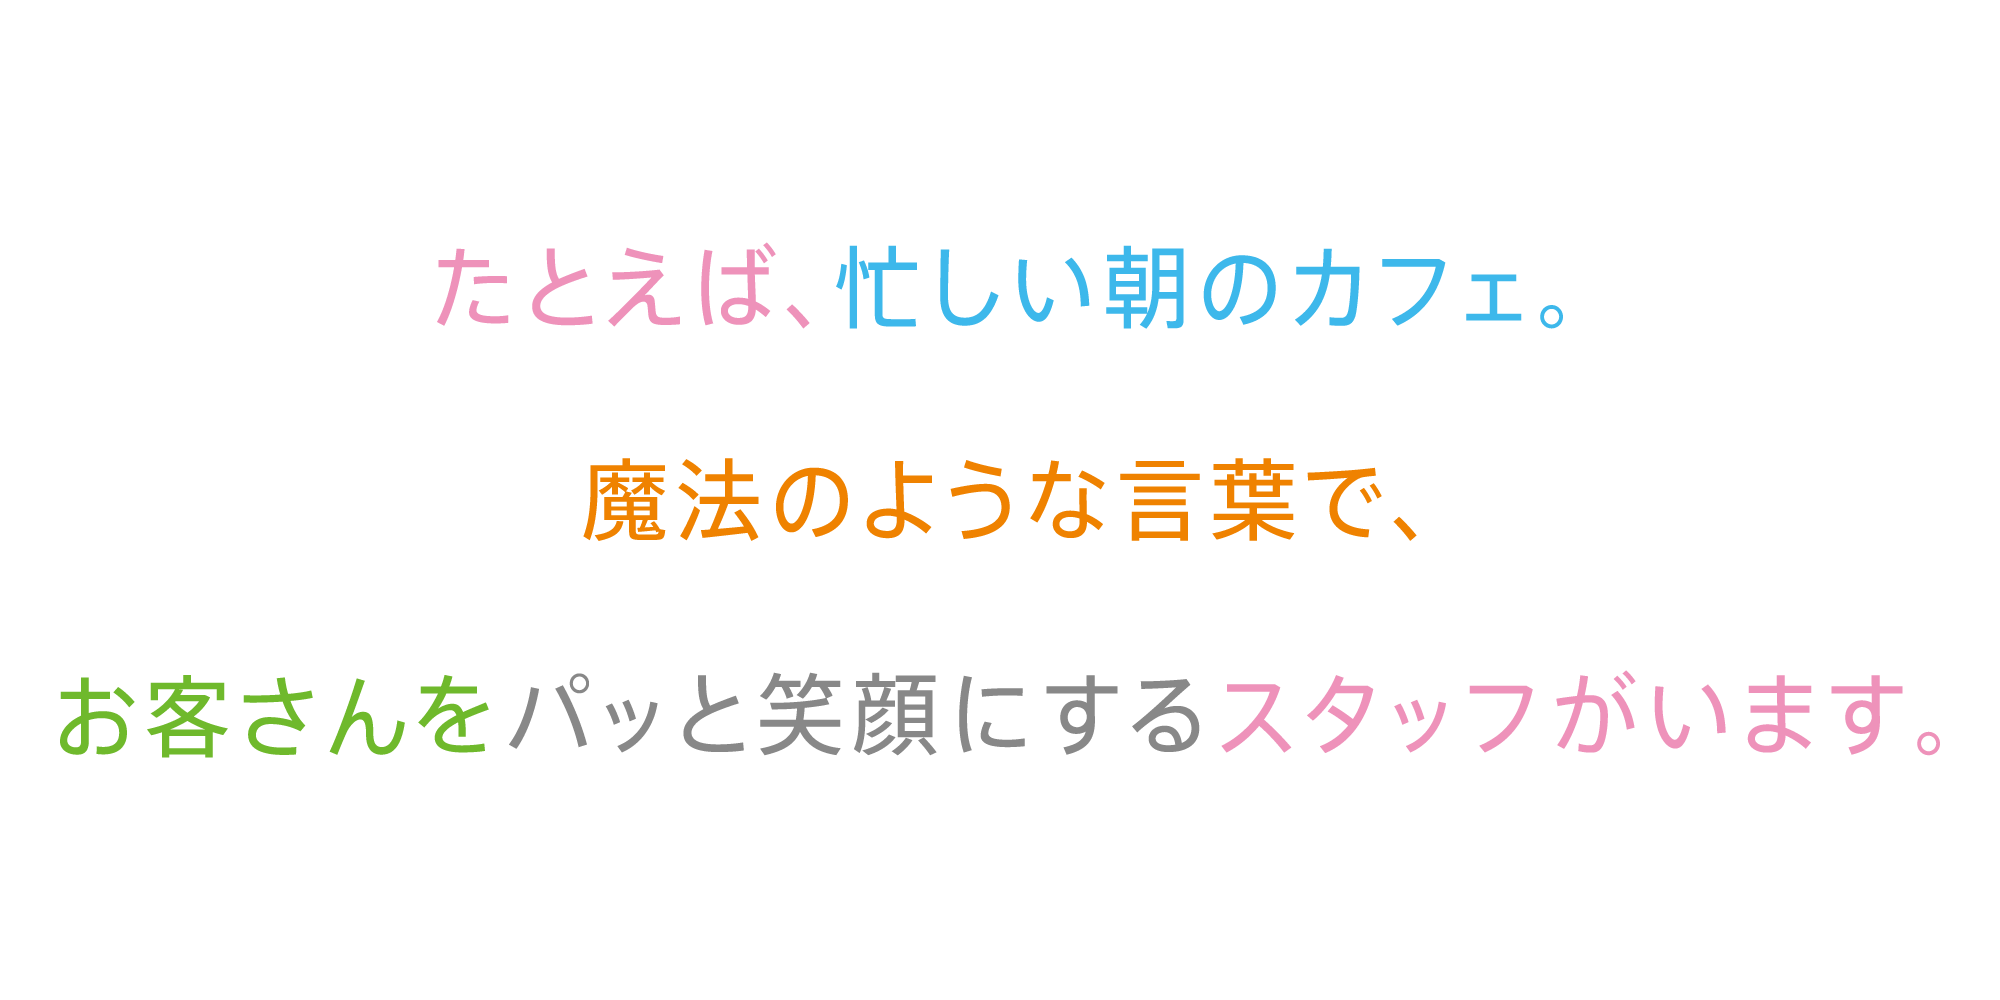 たとえば、忙しい朝のカフェ。
魔法のような言葉で、
お客さんをパッと笑顔にするスタッフがいます。